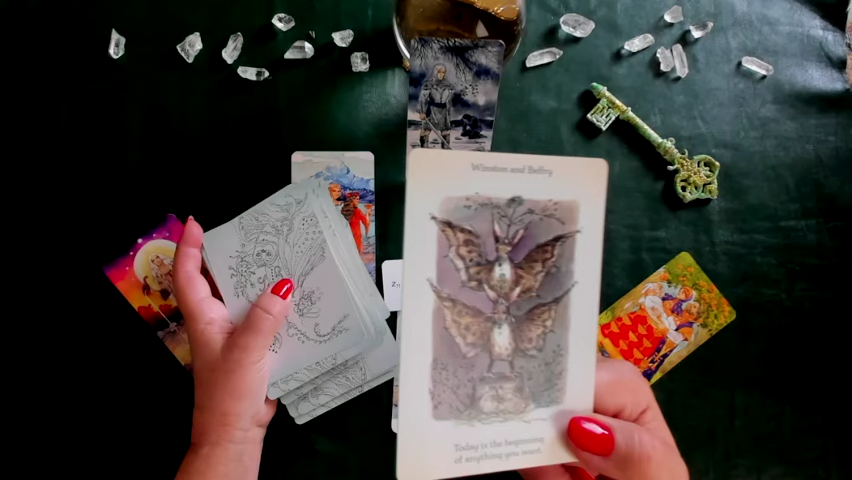 Winston and Belfry
Today is the beginning
of anything you want.